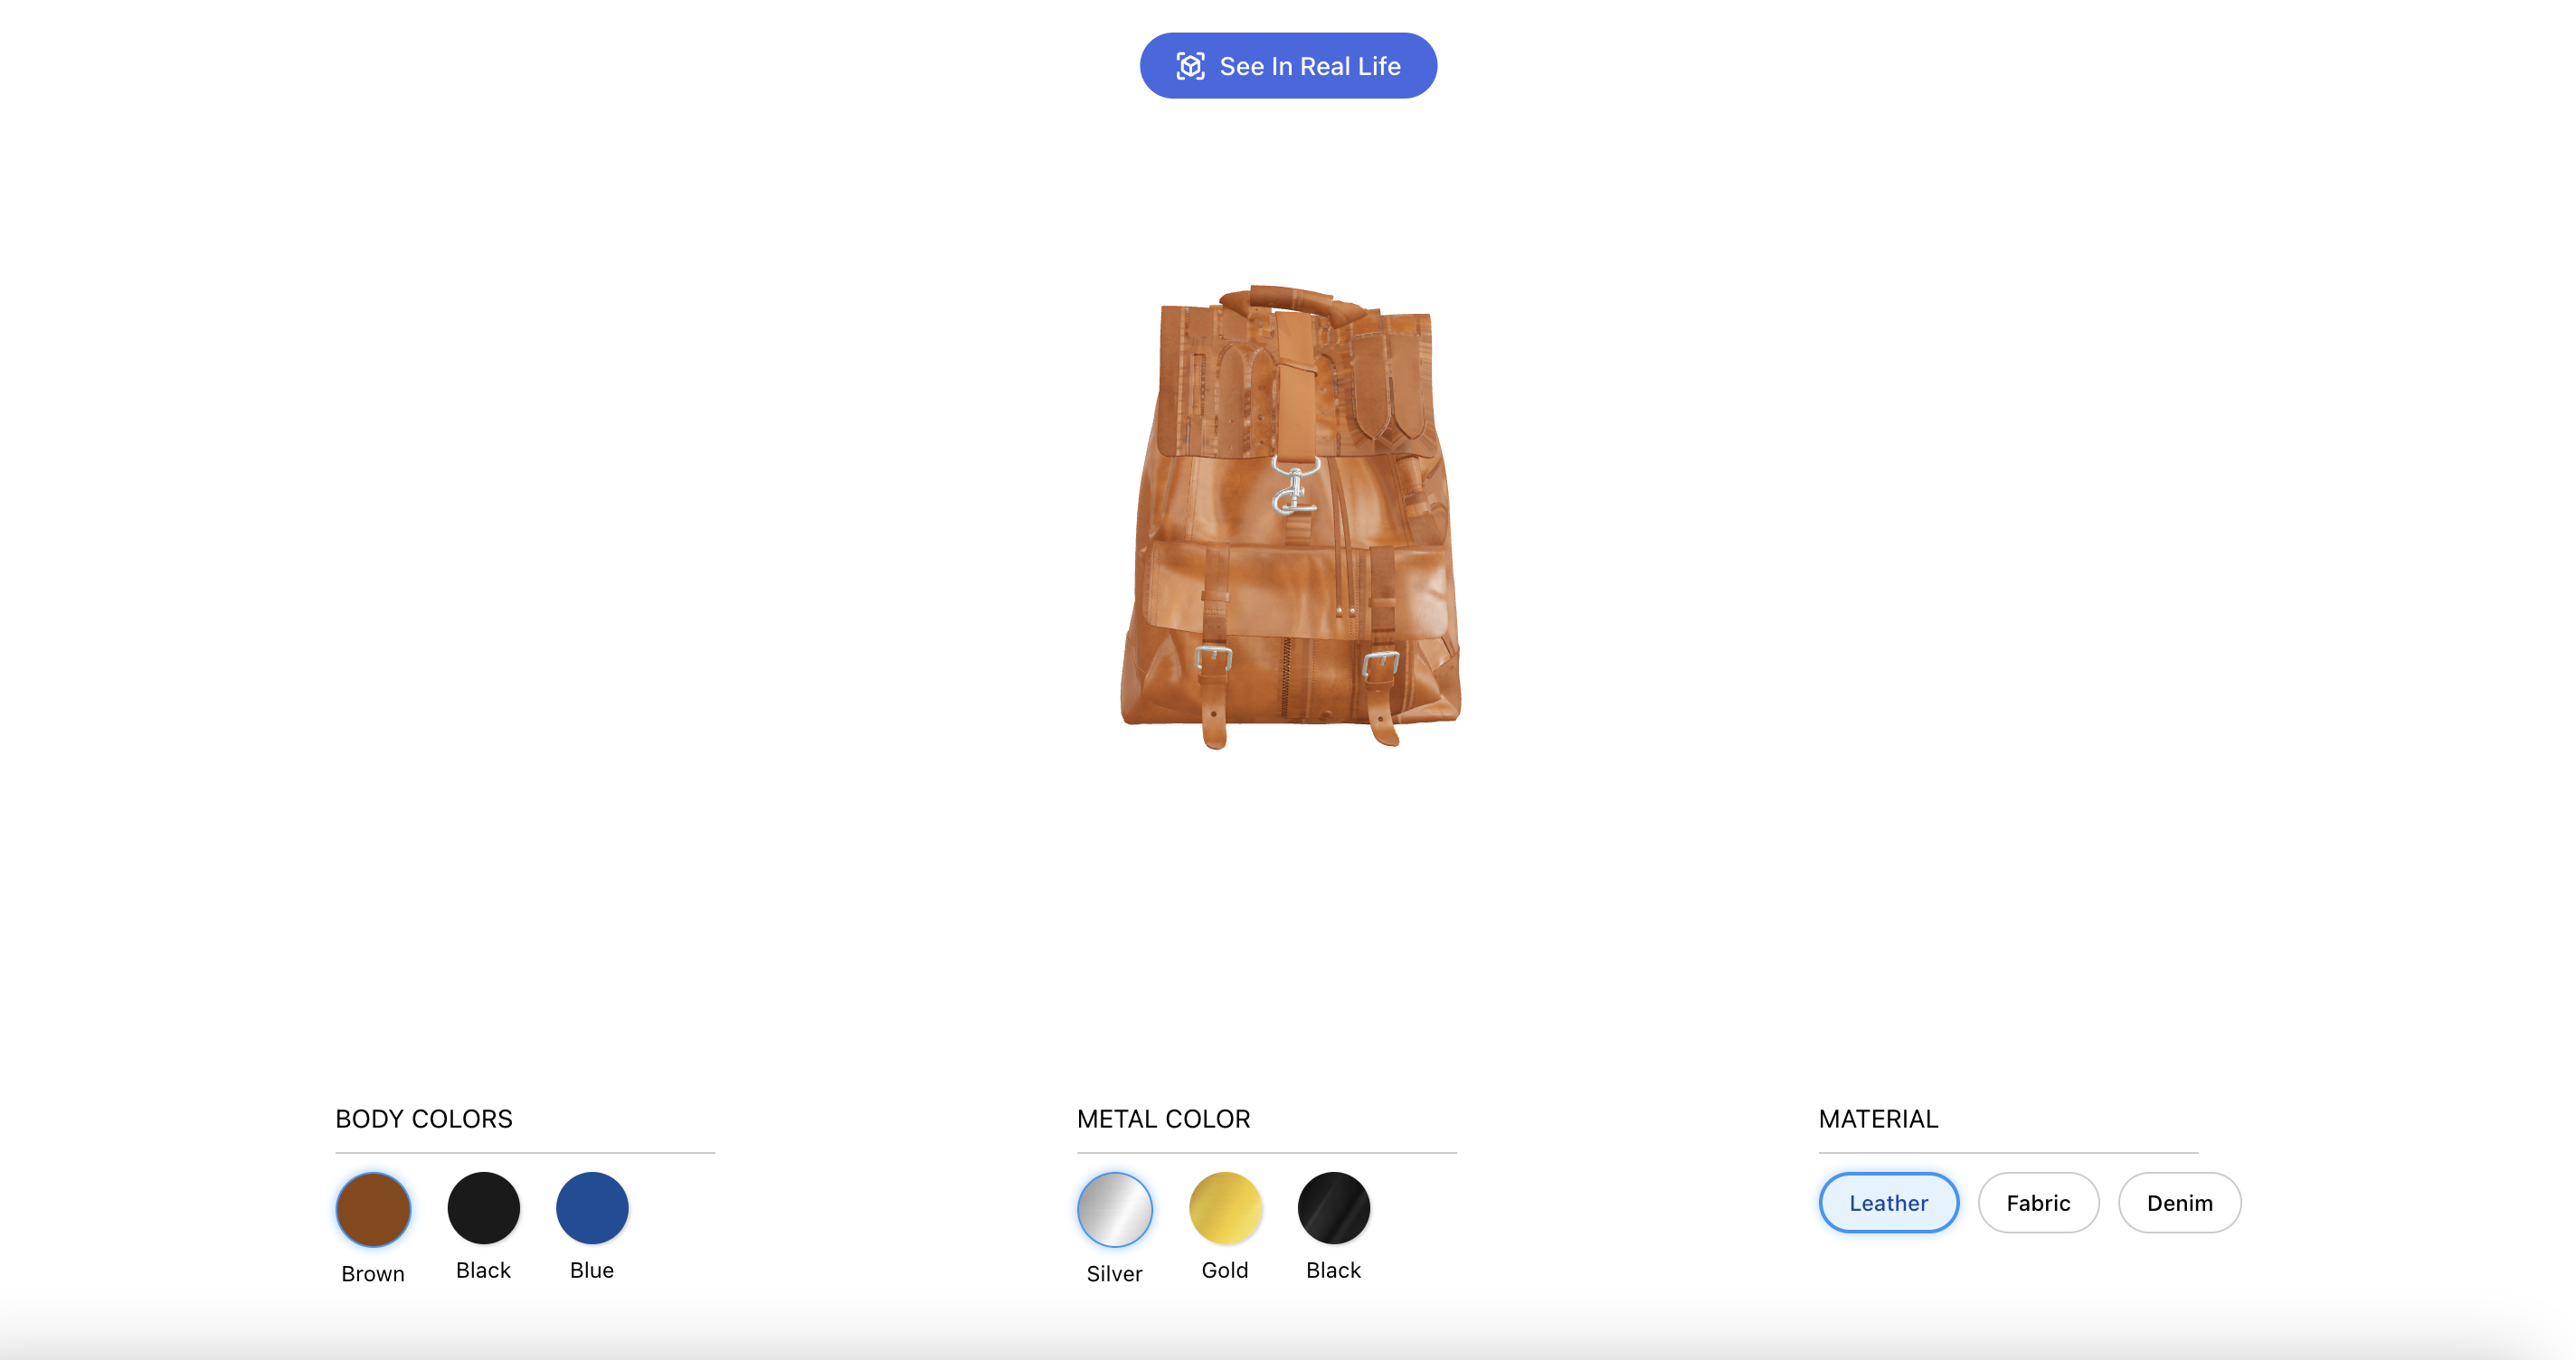 See In Real Life
BODY COLORS
Brown
Black
Blue
METAL COLOR
Silver
Gold
Black
MATERIAL
Leather
Fabric
Denim